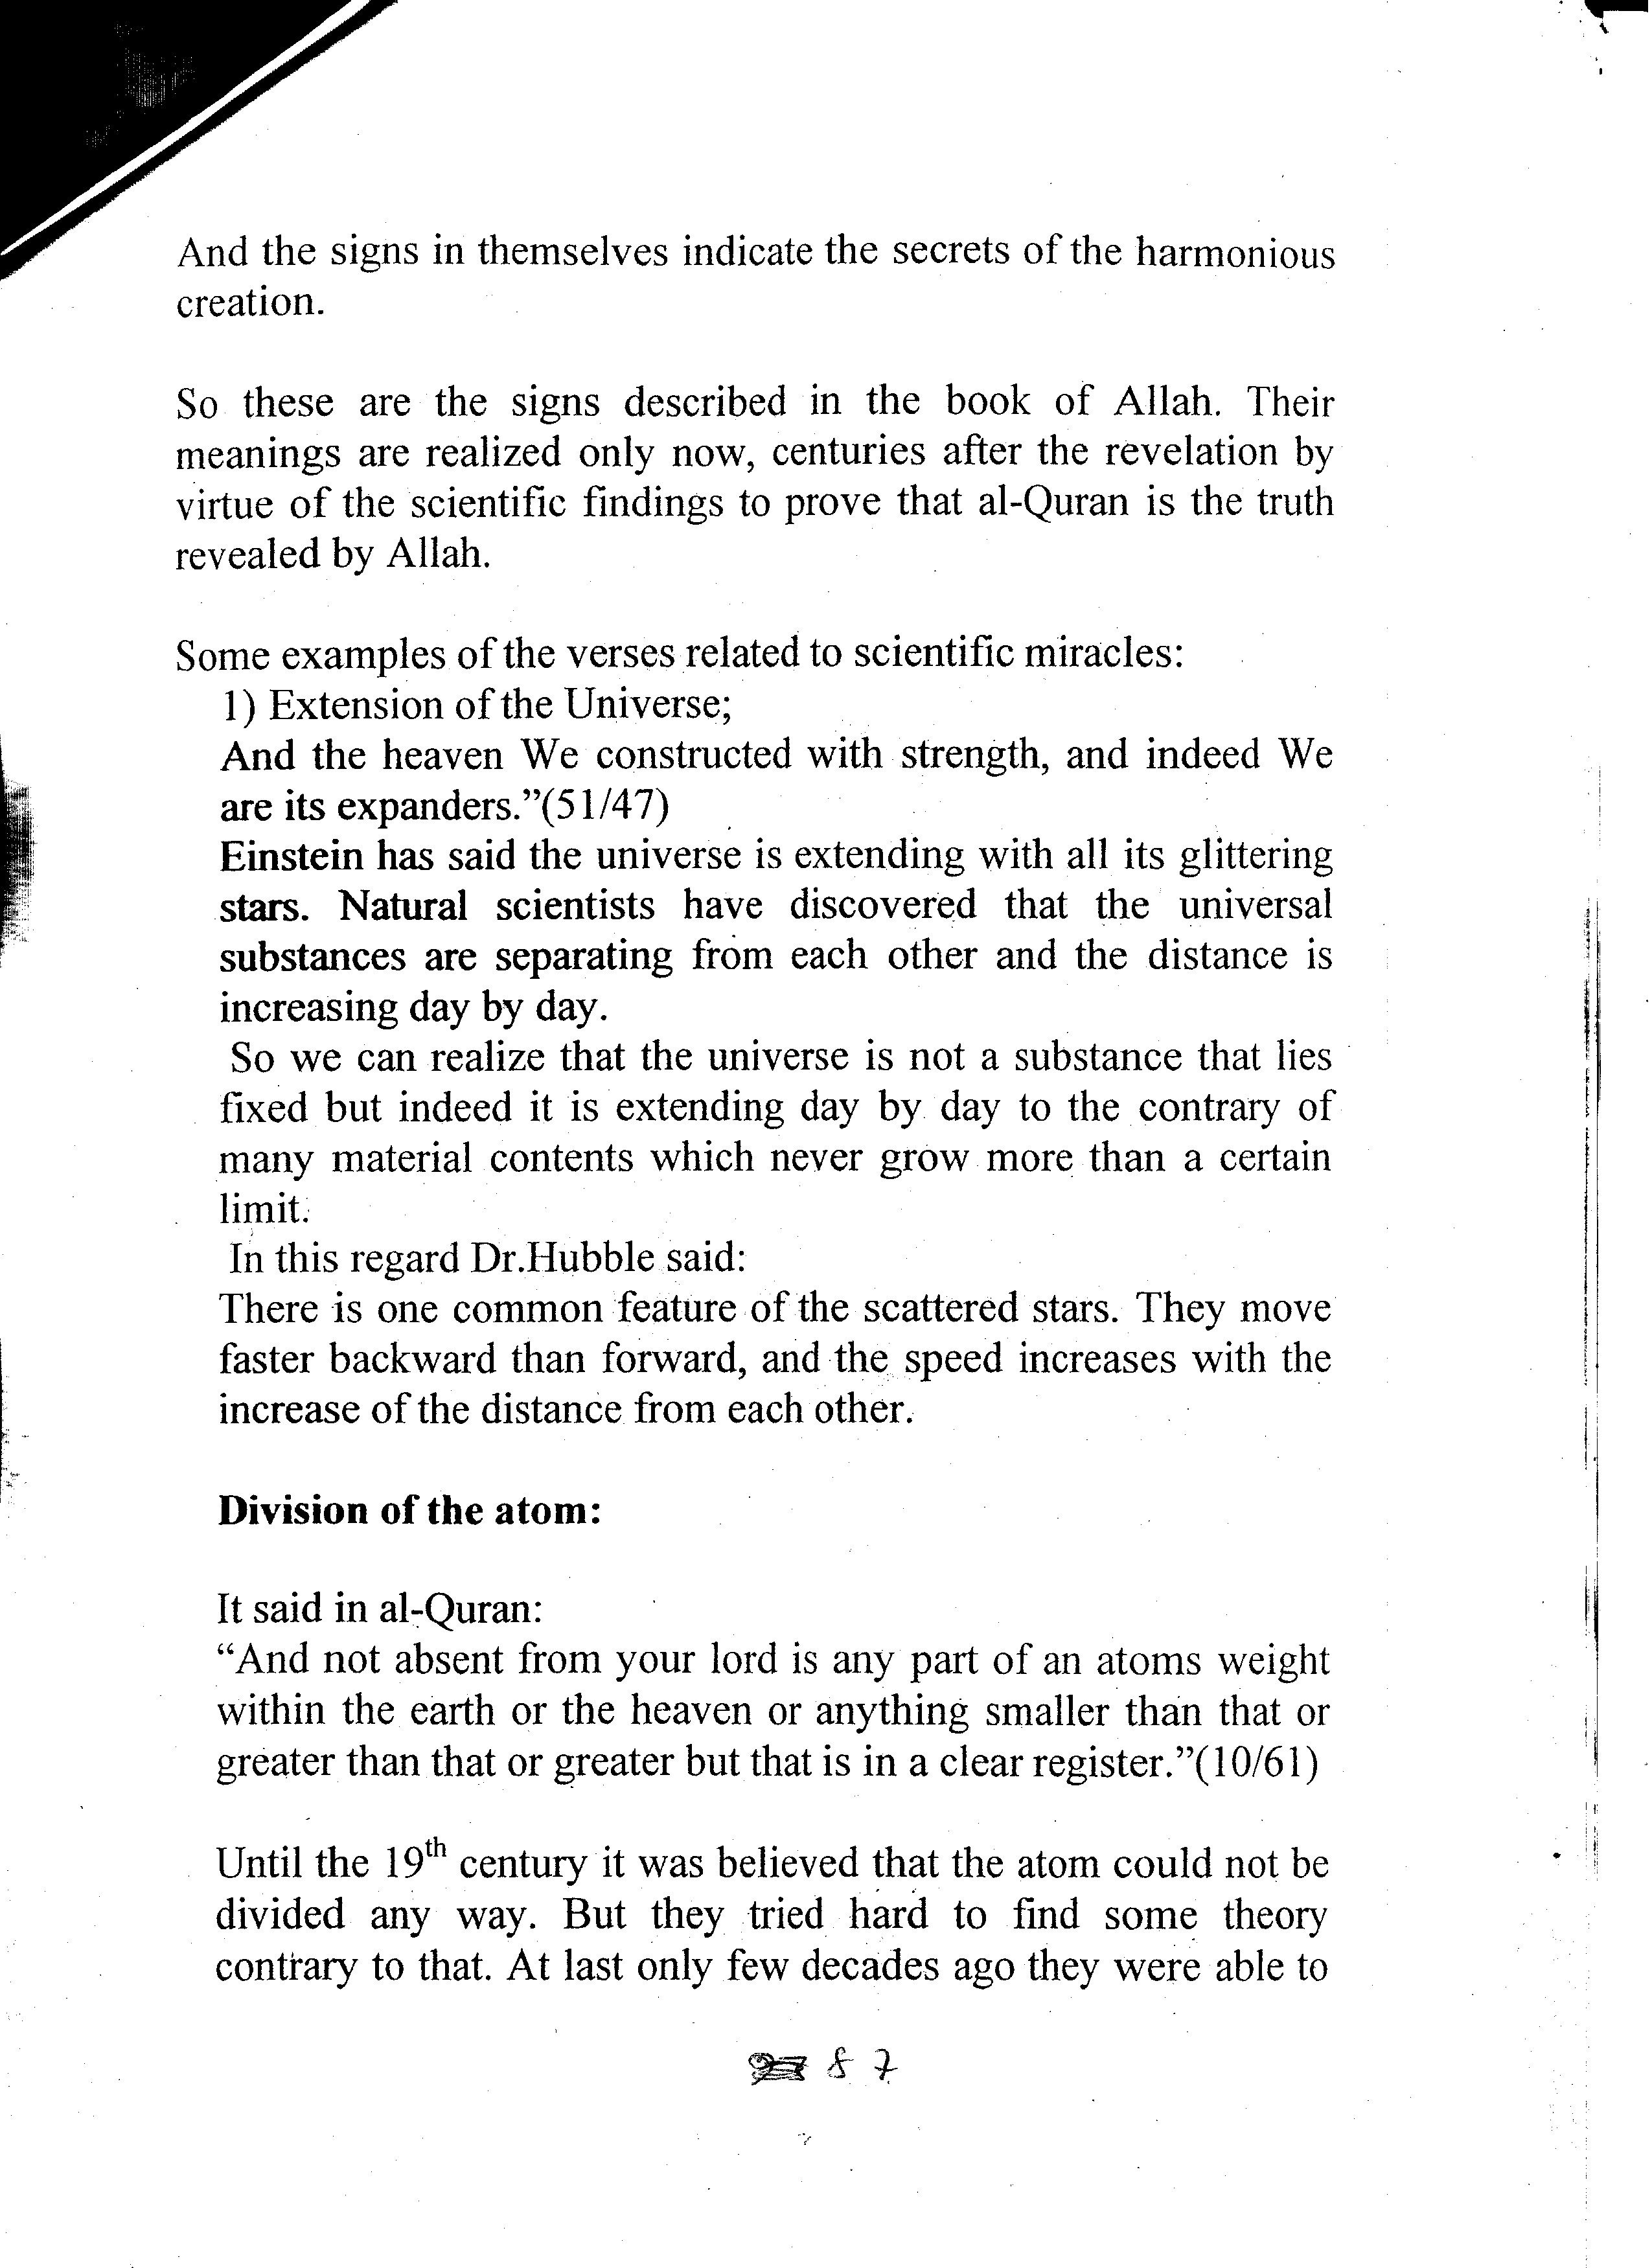 And the signs in themselves indicate the secrets of the harmonious
creation.
So these are the signs described in the book of Allah. Their
meanings are realized only now, centuries after the revelation by
virtue of the scientific findings to prove that al-Quran is the truth
revealed by Allah.
Some examples of the verses related to scientific miracles:
1) Extension of the Universe;
And the heaven We constructed with strength, and indeed We
are its expanders.”(51/47)
Einstein has said the universe is extending with all its glittering
stars. Natural scientists have discovered that the universal
substances are separating from each other and the distance is
increasing day by day.
So we can realize that the universe is not a substance that lies
fixed but indeed it is extending day by day to the contrary of
many material contents which never grow more than a certain
limit.
In this regard Dr.Hubble said:
There is one common feature of the scattered stars. They move
faster backward than forward, and the speed increases with the
increase of the distance from each other.
Division of the atom:
It said in al-Quran:
“And not absent from your lord is any part of an atoms weight
within the earth or the heaven or anything smaller than that or
greater than that or greater but that is in a clear register.”(10/61)
Until the 19th century it was believed that the atom could not be
divided any way. But they tried hard to find some theory
contrary to that. At last only few decades ago they were able to
87